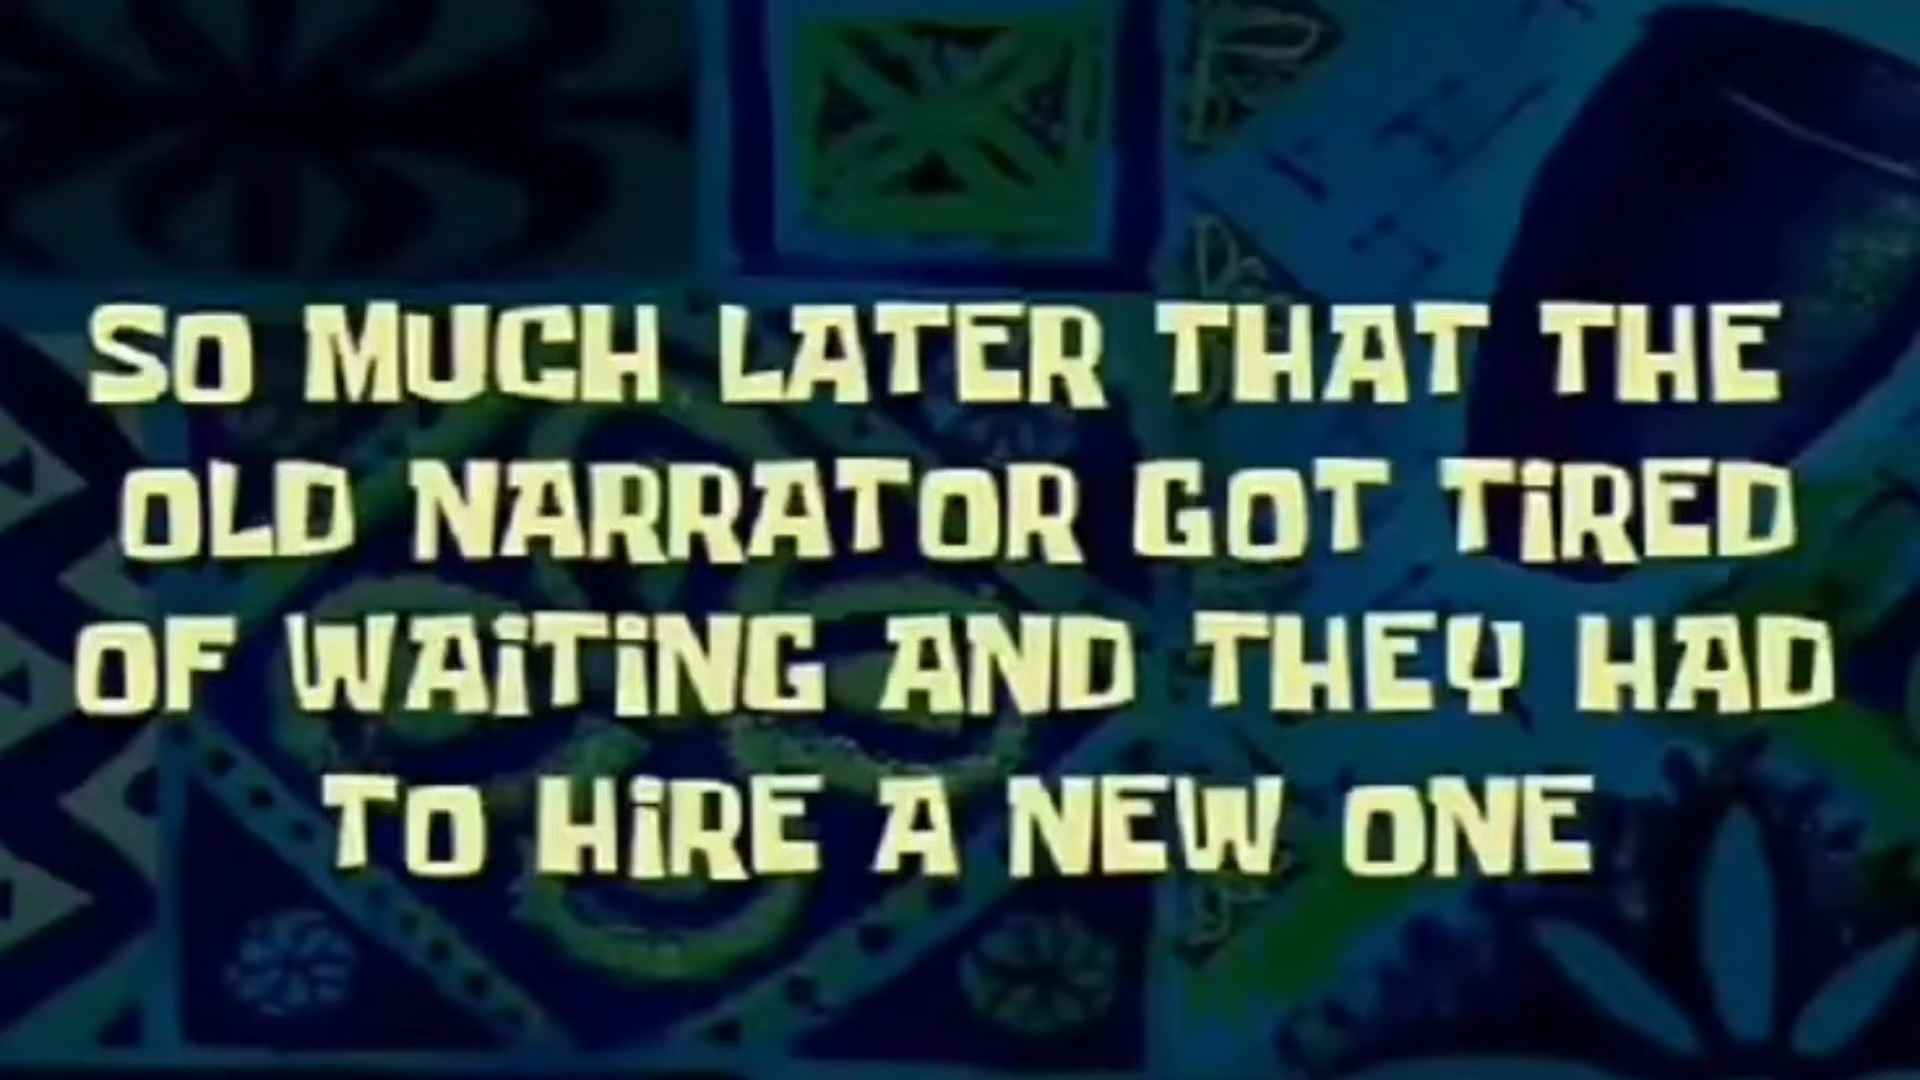 SO MUCH LATER THAT THE
OLD NARRATOR GOT TiRED
OF WAiTiNG AND THEY HAD
TO HiRE A NEW ONE